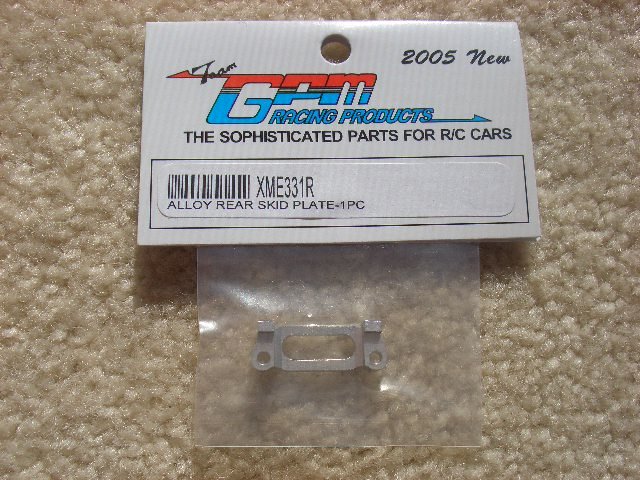 2005 New
Team
GPM
RACING PRODUCTS
THE SOPHISTICATED PARTS FOR R/C CARS
XME331R
ALLOY REAR SKID PLATE-1PC